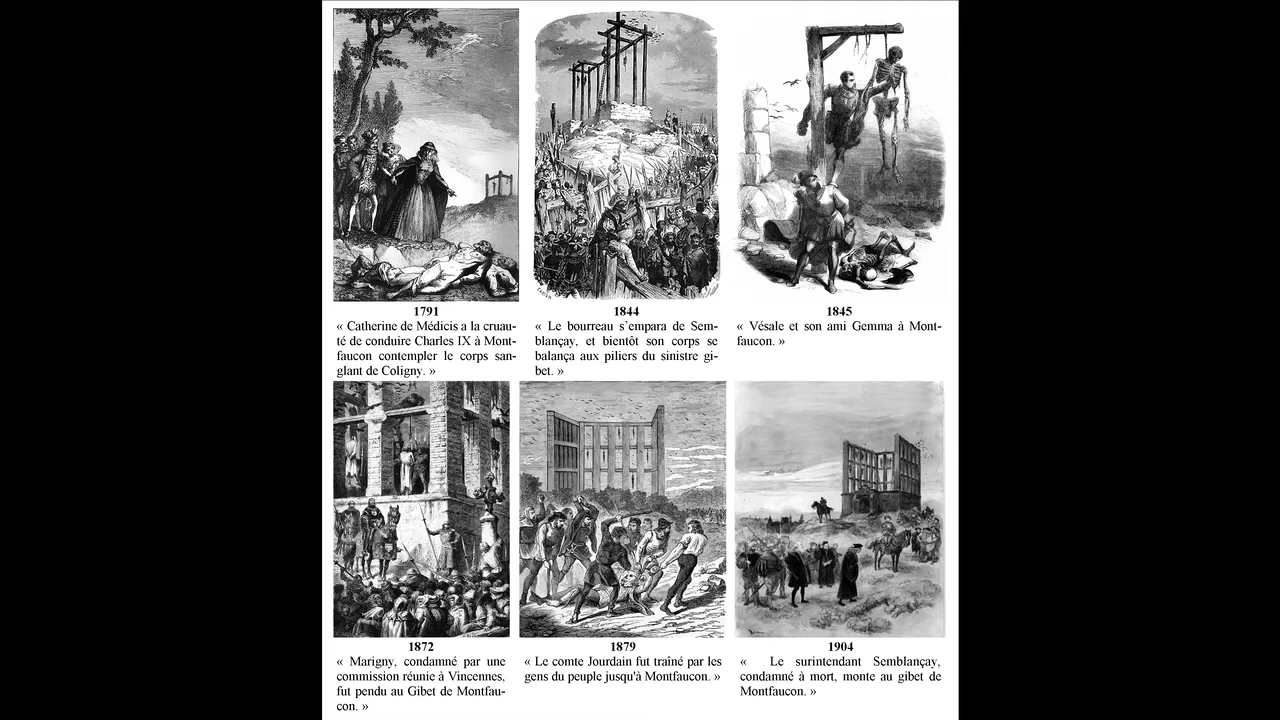 1791
« Catherine de Médicis a la cruau-
té de conduire Charles IX à Mont-
faucon contempler le corps san-
glant de Coligny. »
1844
« Le bourreau s'empara de Sem-
blançay, et bientôt son corps se
balança aux piliers du sinistre gi-
bet. »
1845
« Vésale et son ami Gemma à Mont-
faucon. »
1872
« Marigny, condamné par une
commission réunie à Vincennes,
fut pendu au Gibet de Montfau-
con. »
1879
« Le comte Jourdain fut traîné par les
gens du peuple jusqu'à Montfaucon. »
1904
« Le surintendant Semblançay,
condamné à mort, monte au gibet de
Montfaucon. »